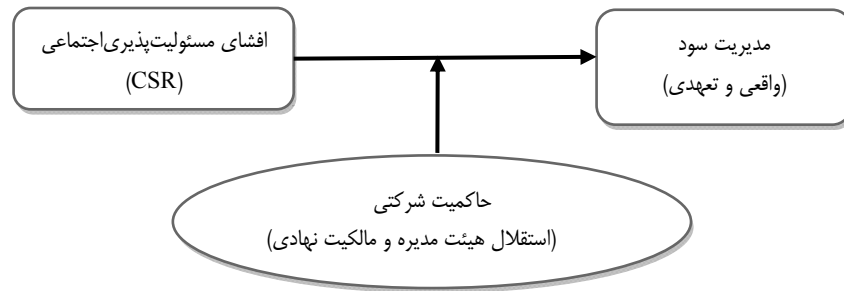 افشای مسئولیت‌پذیری‌اجتماعی
(CSR)
مدیریت سود
(واقعی و تعهدی)
حاکمیت شرکتی
(استقلال هیئت مدیره و مالکیت نهادی)